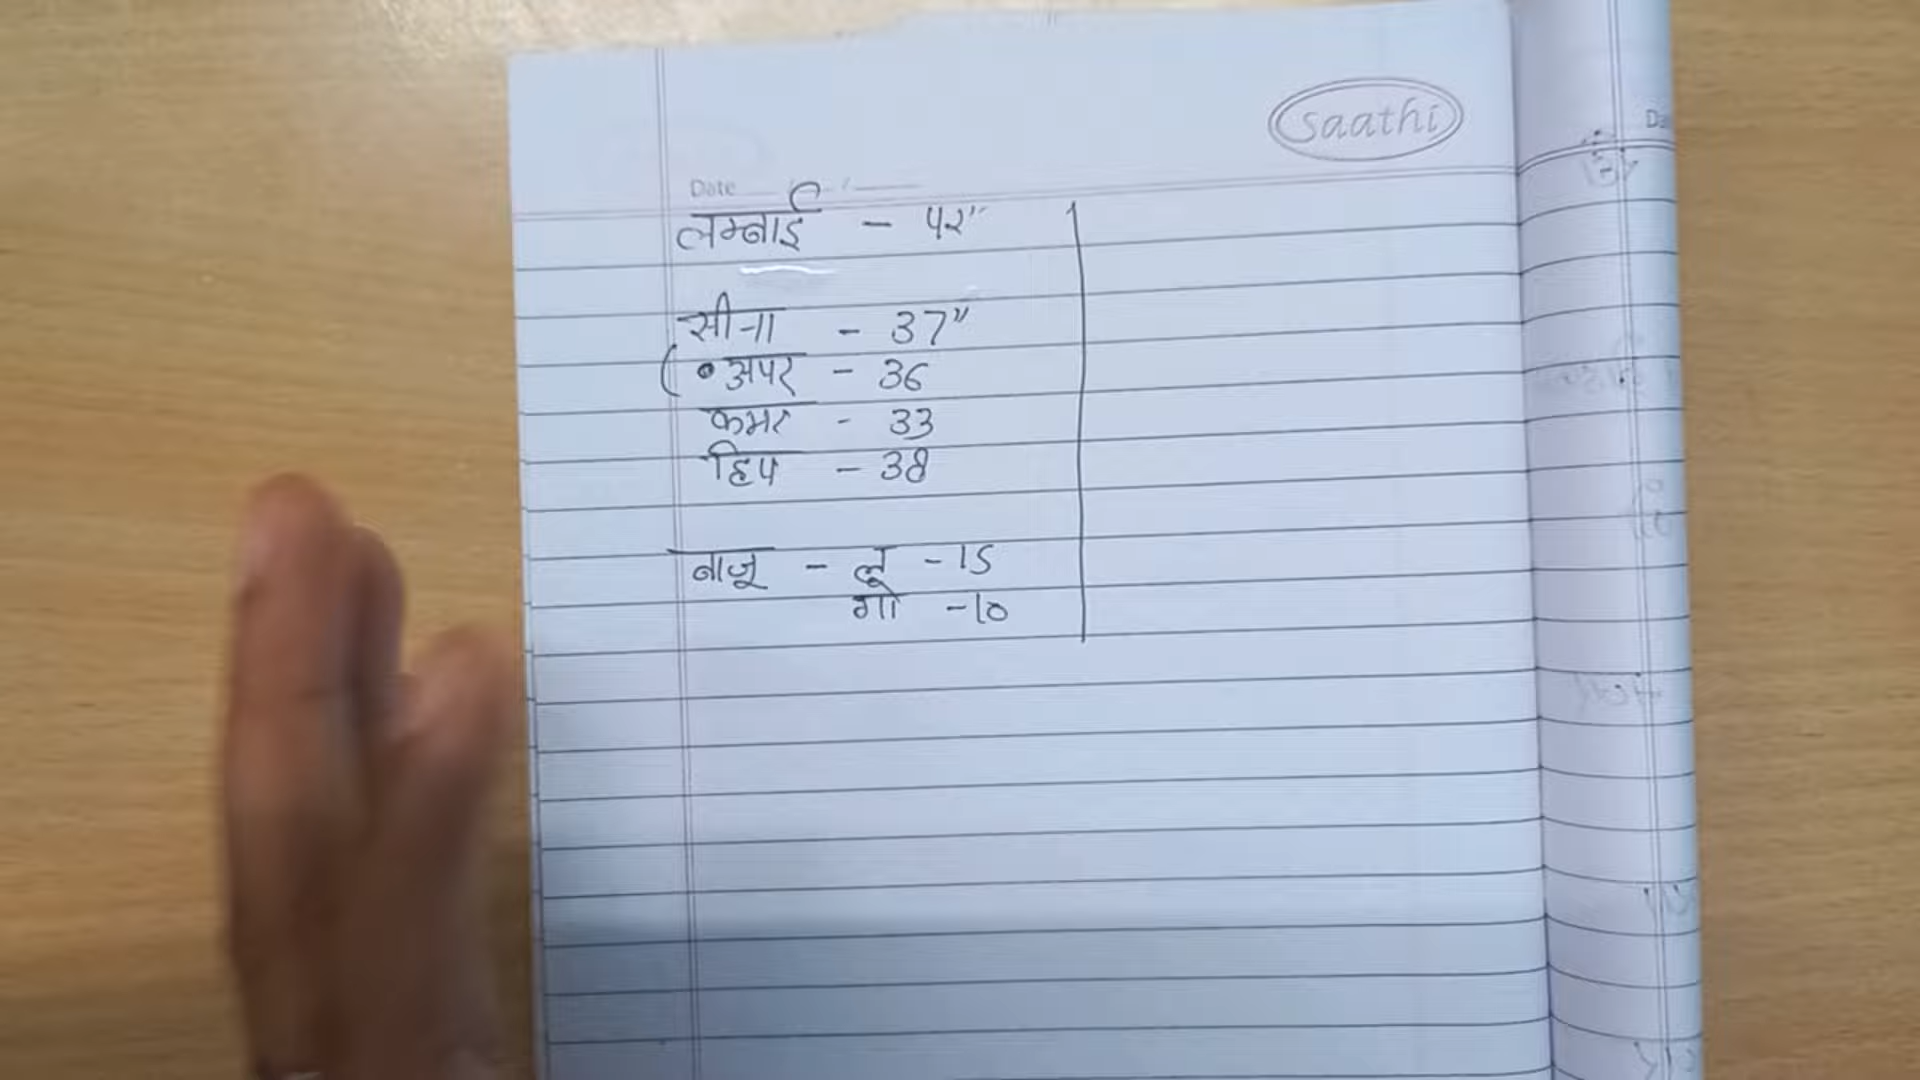 saathi
Date
लम्बाई - 42"
सीना - 37"
( • अपर - 36
कमर - 33
हिप - 38
बाजू - लू - 15
गो - 10